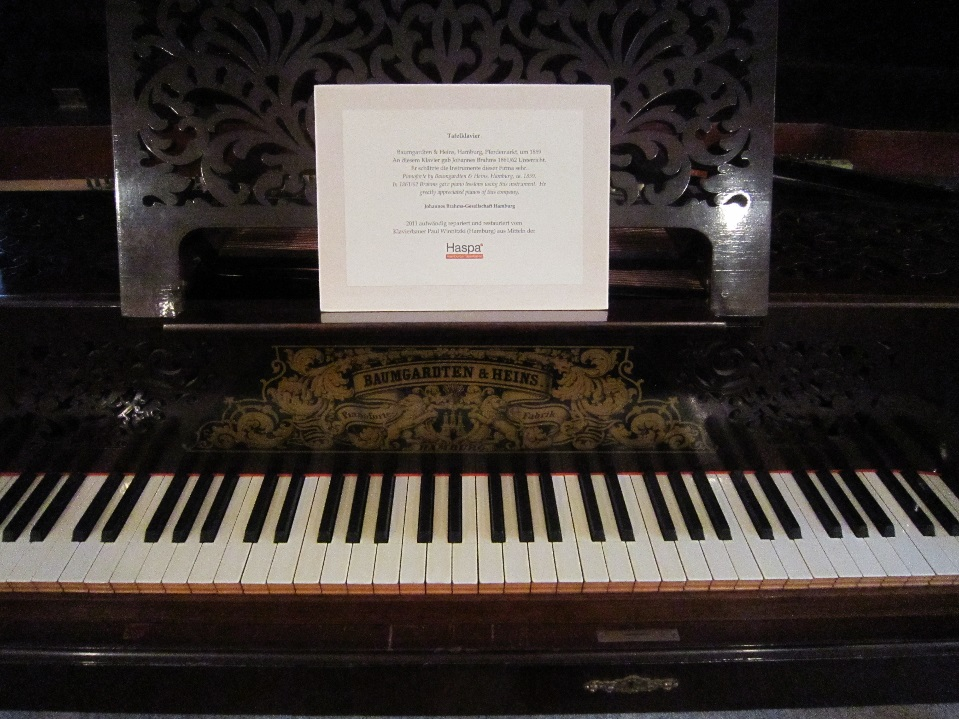 Tafelklavier
Baumgardten & Heins, Hamburg, Pferdemarkt, um 1859
An diesem Klavier gab Johannes Brahms 1861/62 Unterricht.
Er schätzte die Instrumente dieser Firma sehr
Pianoforte by Baumgardten & Heins, Hamburg, ca. 1859.
In 1861/62 Brahms gave piano lessons using this instrument. He
greatly appreciated pianos of this company.
Johannes Brahms-Gesellschaft Hamburg
2011 aufwändig repariert und restauriert vom
Klavierbauer Paul (Hamburg) aus Mitteln der
Haspa
BAUMGARDTEN & HEINS
Pianoforte Fabrik
HAMBURG